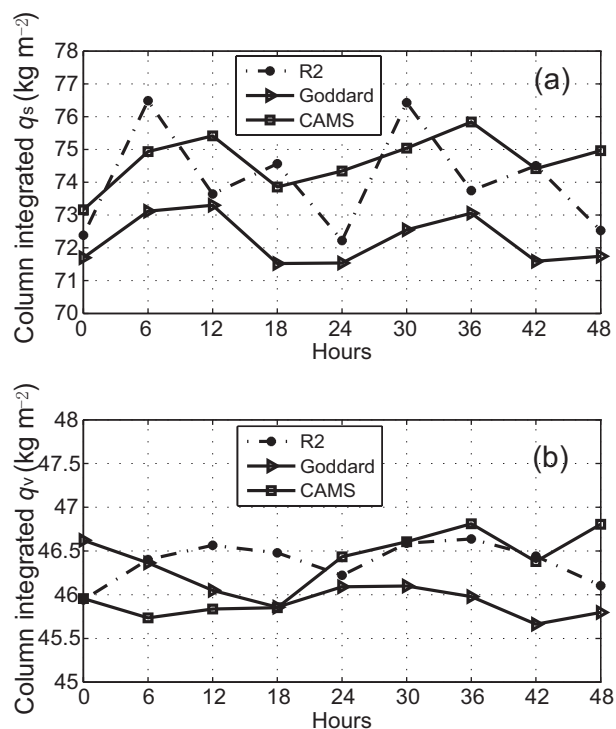 78
77
76
75
74
73
72
71
70
Column integrated qs (kg m⁻²)
R2
Goddard
CAMS
(a)
0 6 12 18 24 30 36 42 48
Hours
48
47.5
47
46.5
46
45.5
45
Column integrated qv (kg m⁻²)
R2
Goddard
CAMS
(b)
0 6 12 18 24 30 36 42 48
Hours